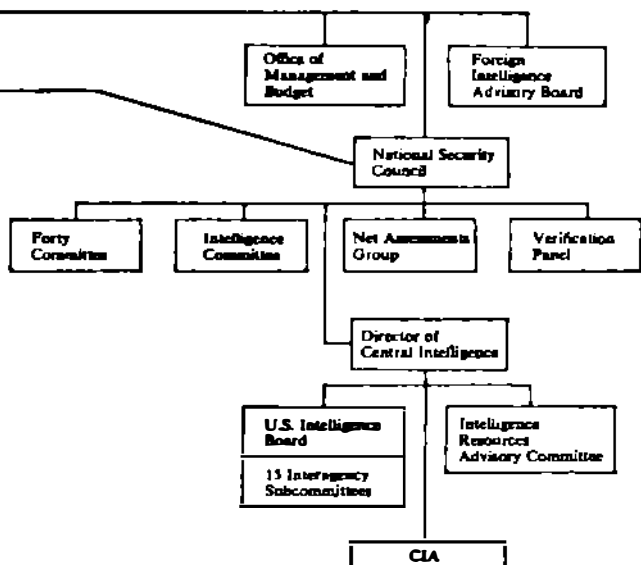 Office of
Management and
Budget
Foreign
Intelligence
Advisory Board
National Security
Council
Forty
Committee
Intelligence
Committee
Net Assessments
Group
Verification
Panel
Director of
Central Intelligence
U.S. Intelligence
Board
15 Interagency
Subcommittees
Intelligence
Resources
Advisory Committee
CIA